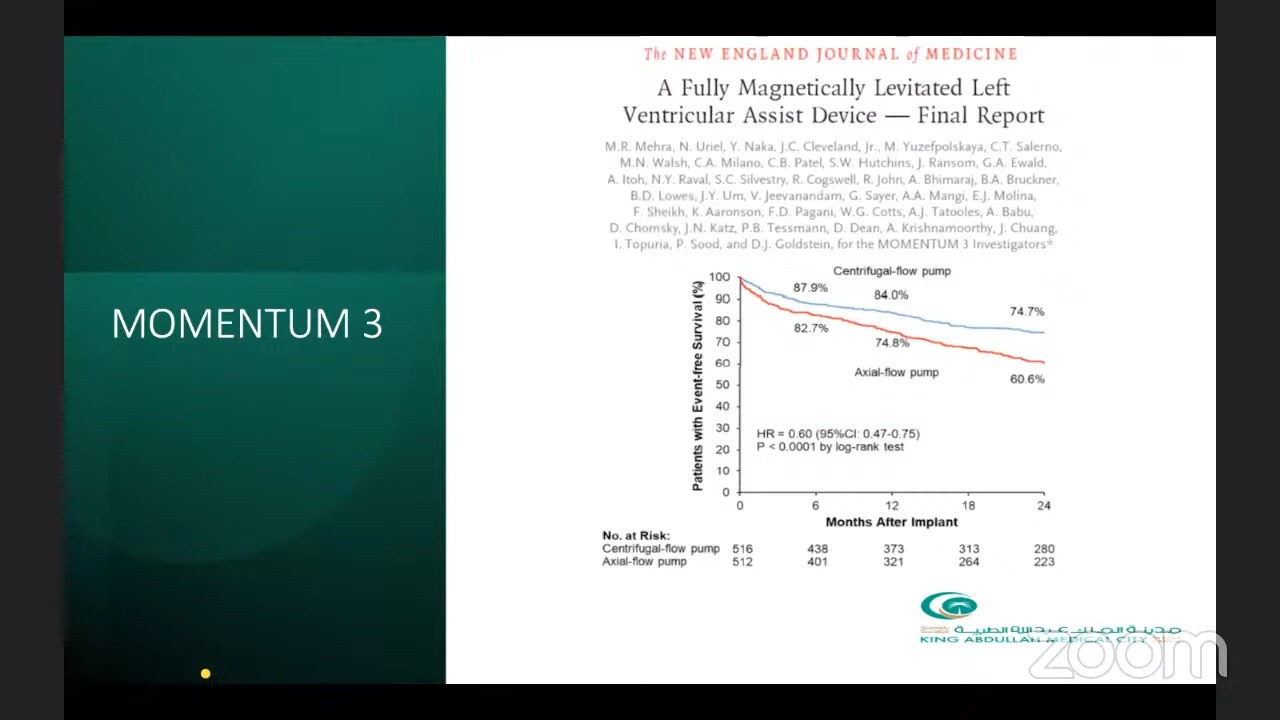 MOMENTUM 3
The NEW ENGLAND JOURNAL of MEDICINE
A Fully Magnetically Levitated Left
Ventricular Assist Device — Final Report
M.R. Mehra, N. Uriel, Y. Naka, J.C. Cleveland, Jr., M. Yuzefpolskaya, C.T. Salerno,
M.N. Walsh, C.A. Milano, C.B. Patel, S.W. Hutchins, J. Ransom, G.A. Ewald,
A. Itoh, N.Y. Raval, S.C. Silvestry, R. Cogswell, R. John, A. Bhimaraj, B.A. Bruckner,
B.D. Lowes, J.Y. Um, V. Jeevanandam, G. Sayer, A.A. Mangi, E.J. Molina,
F. Sheikh, K. Aaronson, F.D. Pagani, W.G. Cotts, A.J. Tatooles, A. Babu,
D. Chomsky, J.N. Katz, P.B. Tessmann, D. Dean, A. Krishnamoorthy, J. Chuang,
I. Topuria, P. Sood, and D.J. Goldstein, for the MOMENTUM 3 Investigators*
Patients with Event-free Survival (%)
100
90
80
70
60
50
40
30
20
10
0
Centrifugal-flow pump
87.9%
84.0%
74.7%
82.7%
74.8%
60.6%
Axial-flow pump
HR = 0.60 (95%CI: 0.47-0.75)
P < 0.0001 by log-rank test
0 6 12 18 24
Months After Implant
No. at Risk:
Centrifugal-flow pump 516 438 373 313 280
Axial-flow pump 512 401 321 264 223
مدينة الملك عبدالله الطبية
KING ABDULLAH MEDICAL CITY
zoom